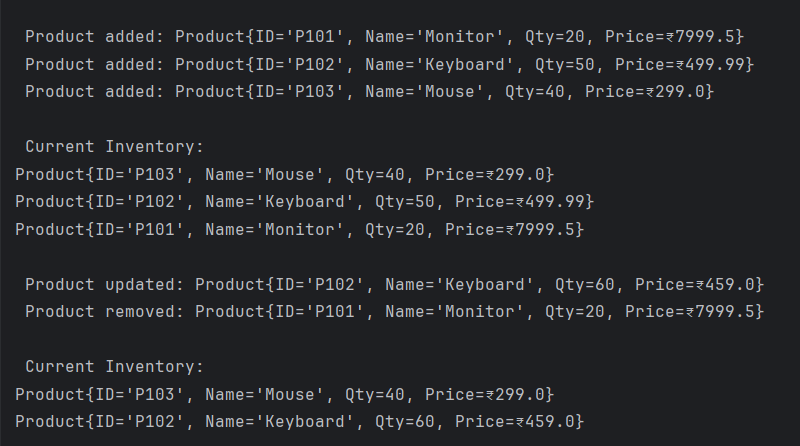 Product added: Product{ID='P101', Name='Monitor', Qty=20, Price=₹7999.5}
Product added: Product{ID='P102', Name='Keyboard', Qty=50, Price=₹499.99}
Product added: Product{ID='P103', Name='Mouse', Qty=40, Price=₹299.0}
Current Inventory:
Product{ID='P103', Name='Mouse', Qty=40, Price=₹299.0}
Product{ID='P102', Name='Keyboard', Qty=50, Price=₹499.99}
Product{ID='P101', Name='Monitor', Qty=20, Price=₹7999.5}
Product updated: Product{ID='P102', Name='Keyboard', Qty=60, Price=₹459.0}
Product removed: Product{ID='P101', Name='Monitor', Qty=20, Price=₹7999.5}
Current Inventory:
Product{ID='P103', Name='Mouse', Qty=40, Price=₹299.0}
Product{ID='P102', Name='Keyboard', Qty=60, Price=₹459.0}